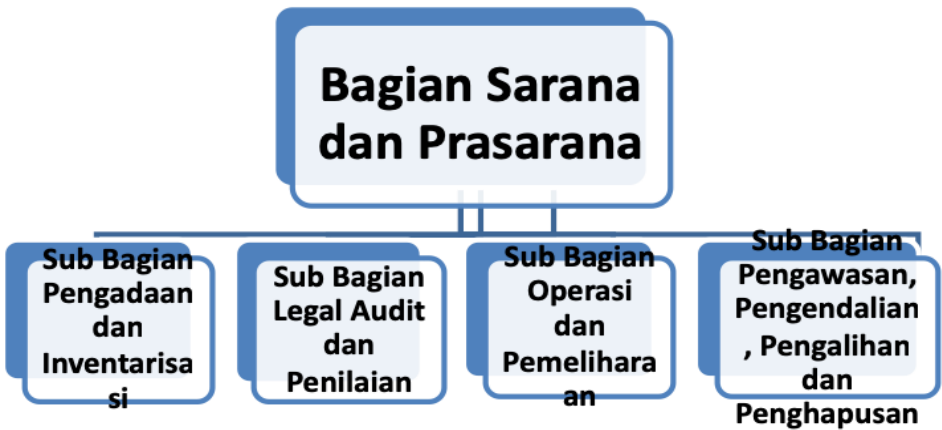 Bagian Sarana
dan Prasarana
Sub Bagian
Pengadaan
dan
Inventarisa
si
Sub Bagian
Legal Audit
dan
Penilaian
Sub Bagian
Operasi
dan
Pemelihara
an
Sub Bagian
Pengawasan,
Pengendalian
, Pengalihan
dan
Penghapusan